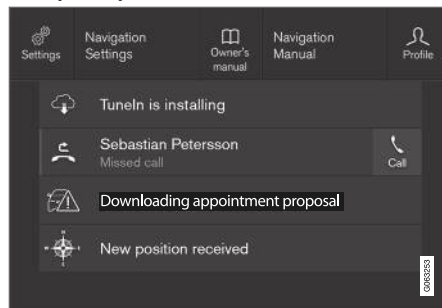 Settings
Navigation
Settings
Owner's
manual
Navigation
Manual
Profile
TuneIn is installing
Sebastian Petersson
Missed call
Call
Downloading appointment proposal
New position received
G063253